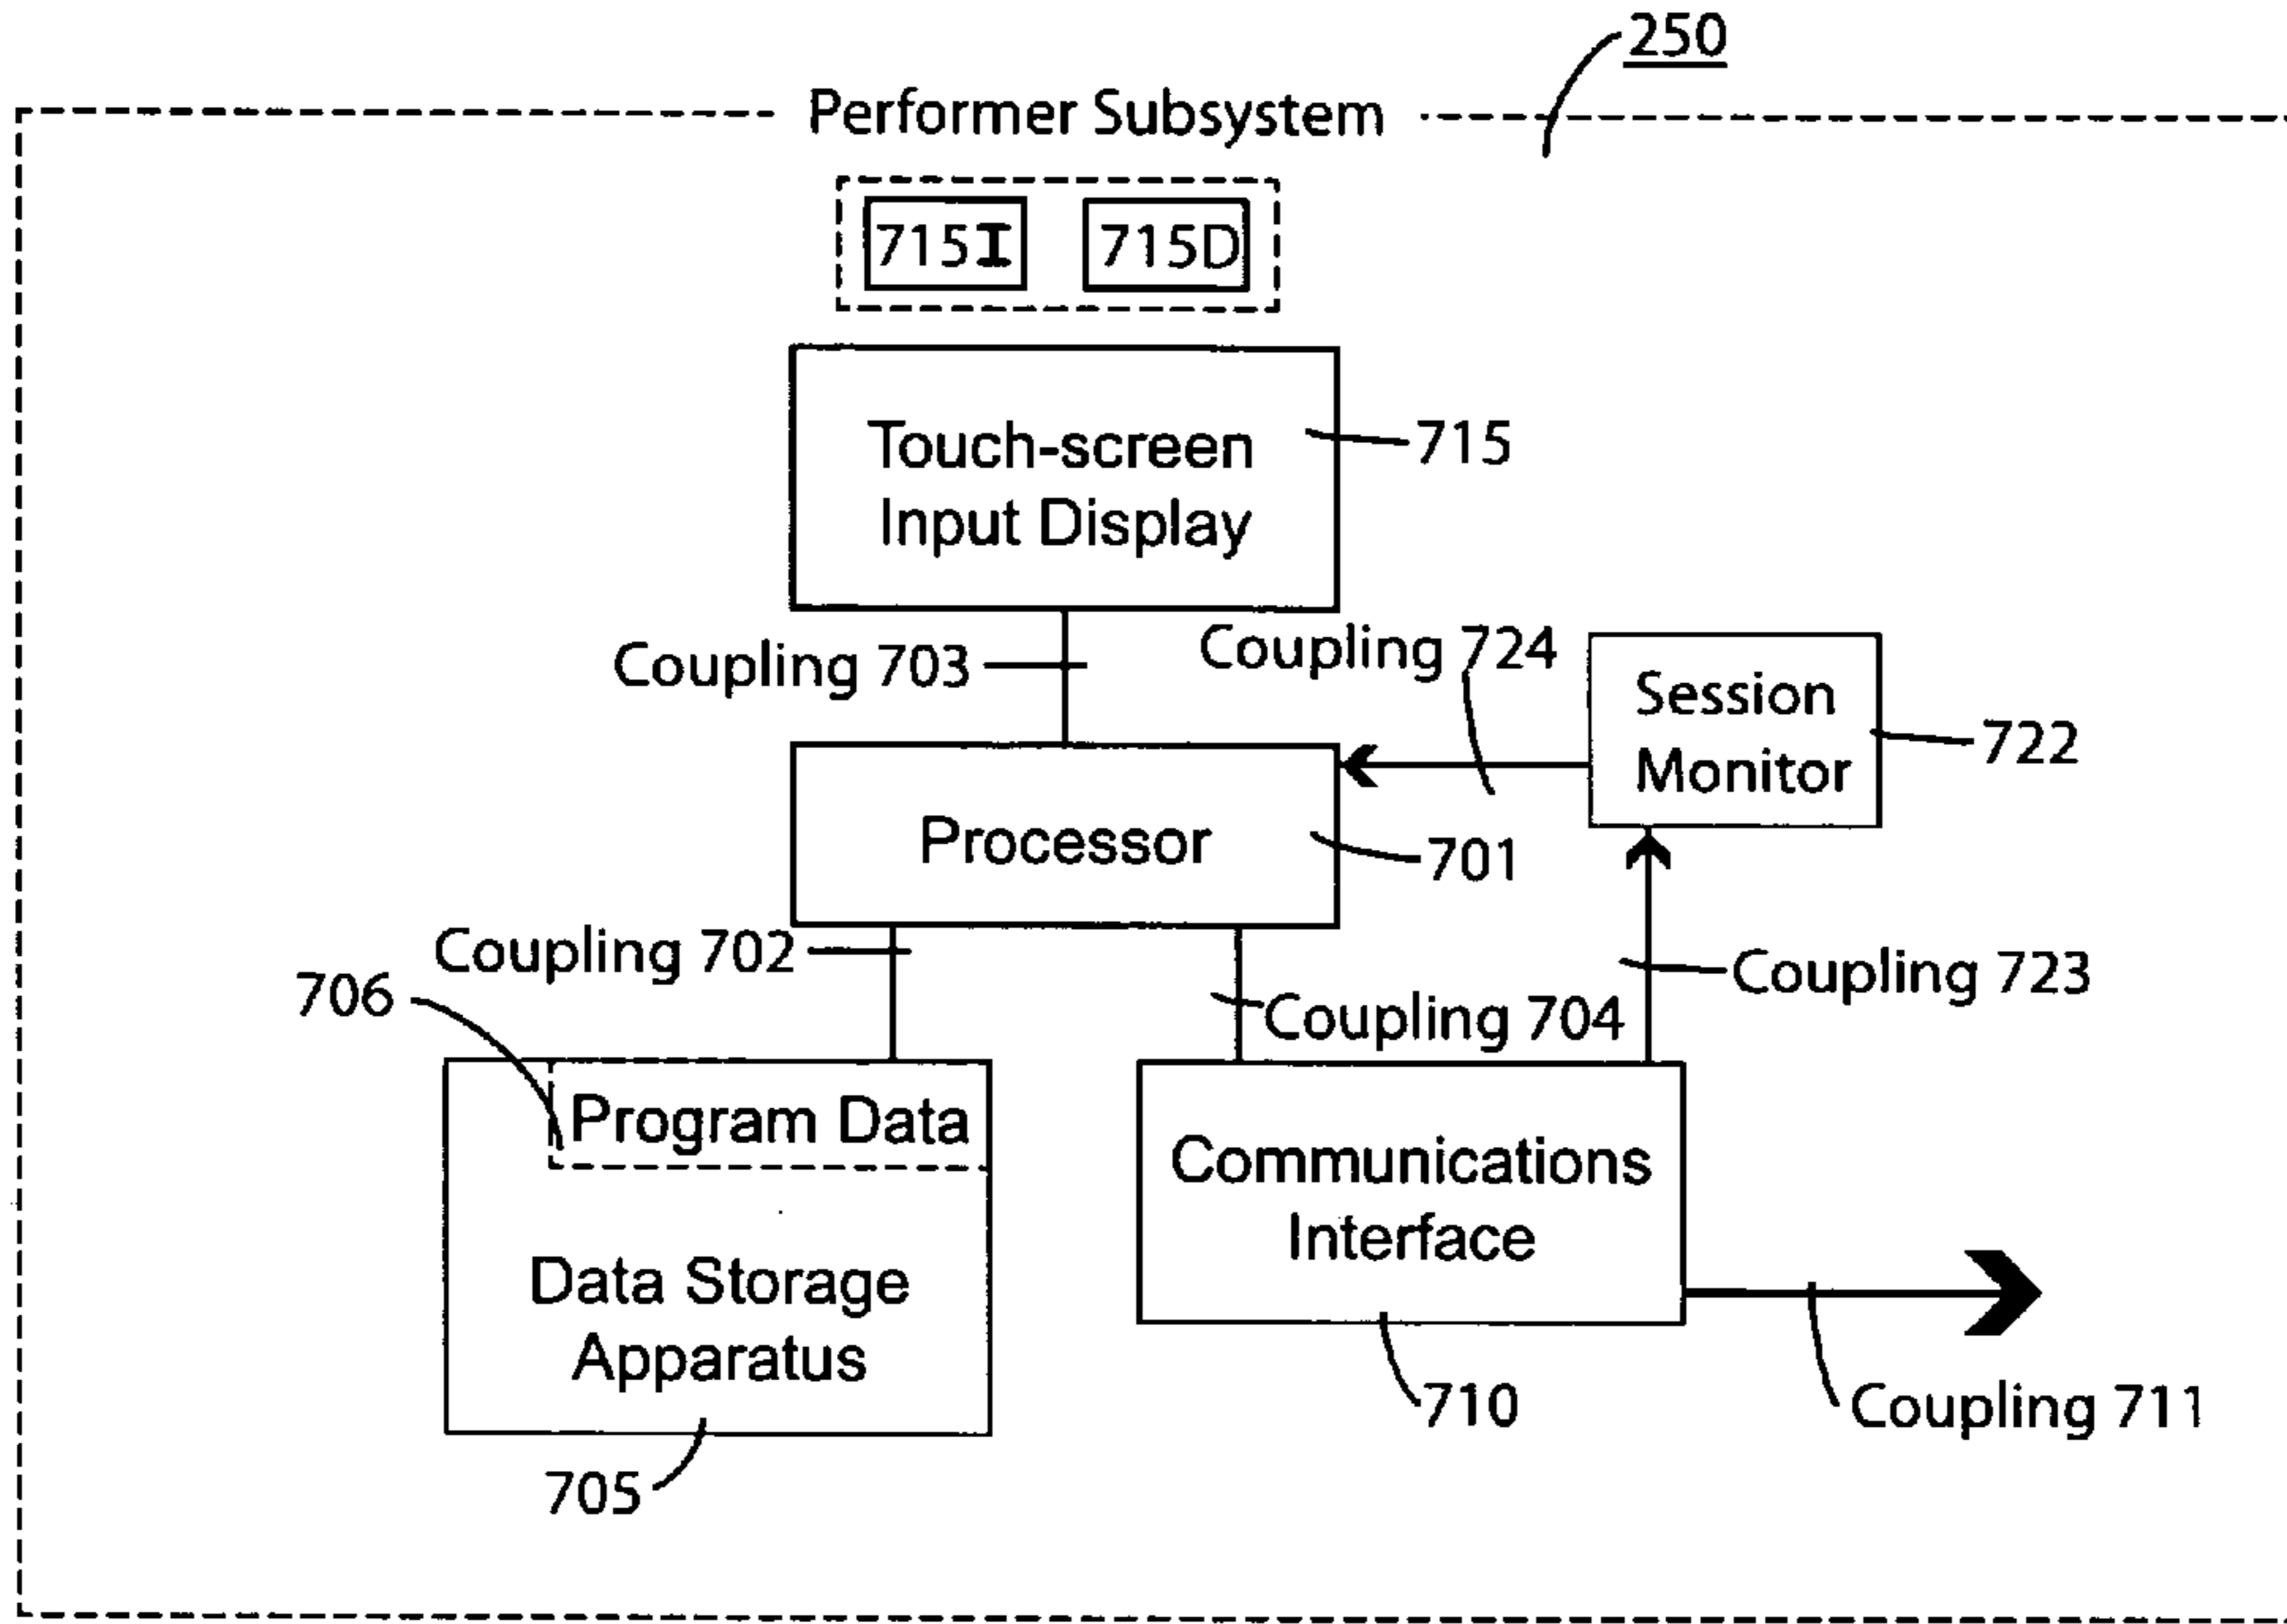 250
Performer Subsystem
715I 715D
Touch-screen
Input Display
715
Coupling 703
Coupling 724
Session
Monitor
722
Processor
701
Coupling 702
706
Coupling 704
Coupling 723
Program Data
Data Storage
Apparatus
705
Communications
Interface
710
Coupling 711